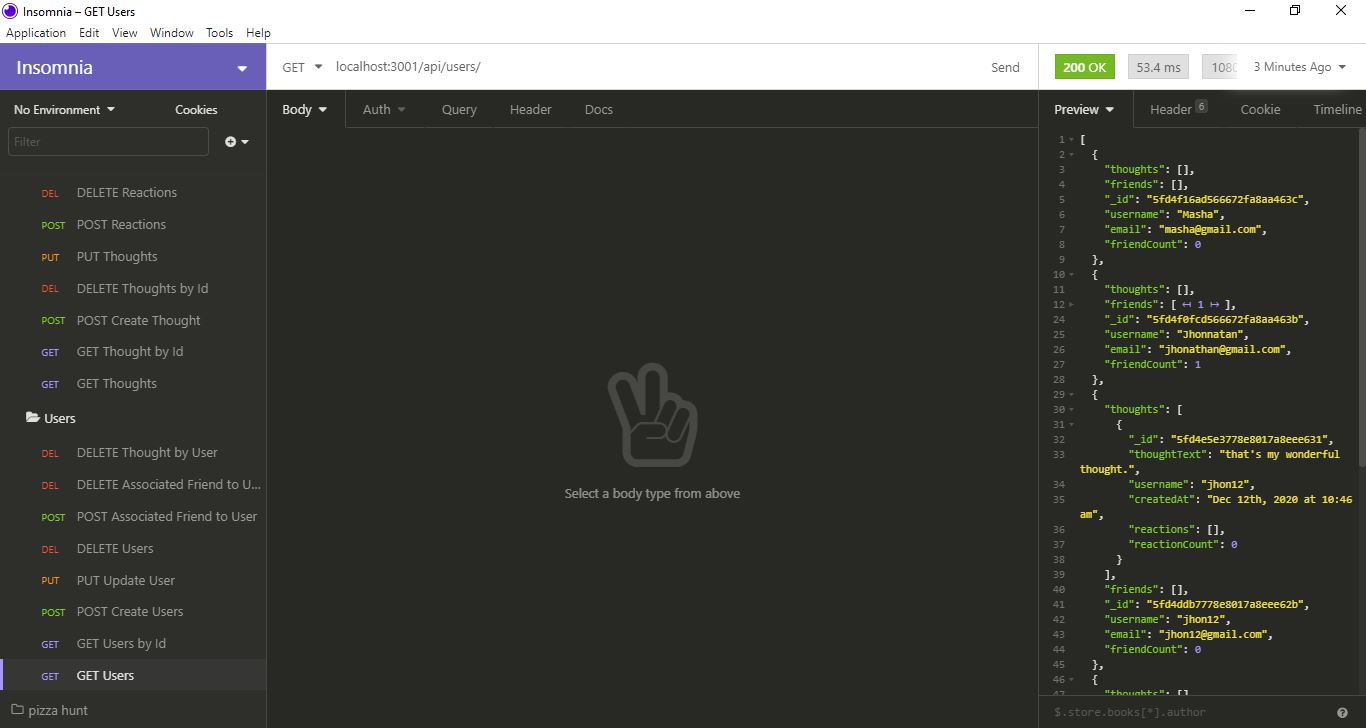 Insomnia – GET Users
Application Edit View Window Tools Help
Insomnia
GET localhost:3001/api/users/ Send
200 OK 53.4 ms 3 Minutes Ago
No Environment Cookies
Filter
DEL DELETE Reactions
POST POST Reactions
PUT PUT Thoughts
DEL DELETE Thoughts by Id
POST POST Create Thought
GET GET Thought by Id
GET GET Thoughts
Users
DEL DELETE Thought by User
DEL DELETE Associated Friend to U...
POST POST Associated Friend to User
DEL DELETE Users
PUT PUT Update User
POST POST Create Users
GET GET Users by Id
GET GET Users
pizza hunt
Body Auth Query Header Docs
Select a body type from above
Preview Header 6 Cookie Timeline
1 [
2 {
3 "thoughts": [],
4 "friends": [],
5 "_id": "5fd4f16ad566672fa8aa463c",
6 "username": "Masha",
7 "email": "masha@gmail.com",
8 "friendCount": 0
9 },
10 {
11 "thoughts": [],
12 "friends": [ ↤ 1 ↦ ],
24 "_id": "5fd4f0fcd566672fa8aa463b",
25 "username": "Jhonnatan",
26 "email": "jhonathan@gmail.com",
27 "friendCount": 1
28 },
29 {
30 "thoughts": [
31 {
32 "_id": "5fd4e5e3778e8017a8eee631",
33 "thoughtText": "that's my wonderful
thought.",
34 "username": "jhon12",
35 "createdAt": "Dec 12th, 2020 at 10:46
am",
36 "reactions": [],
37 "reactionCount": 0
38 }
39 ],
40 "friends": [],
41 "_id": "5fd4ddb7778e8017a8eee62b",
42 "username": "jhon12",
43 "email": "jhon12@gmail.com",
44 "friendCount": 0
45 },
46 {
47 "thoughts": []
$.store.books[*].author